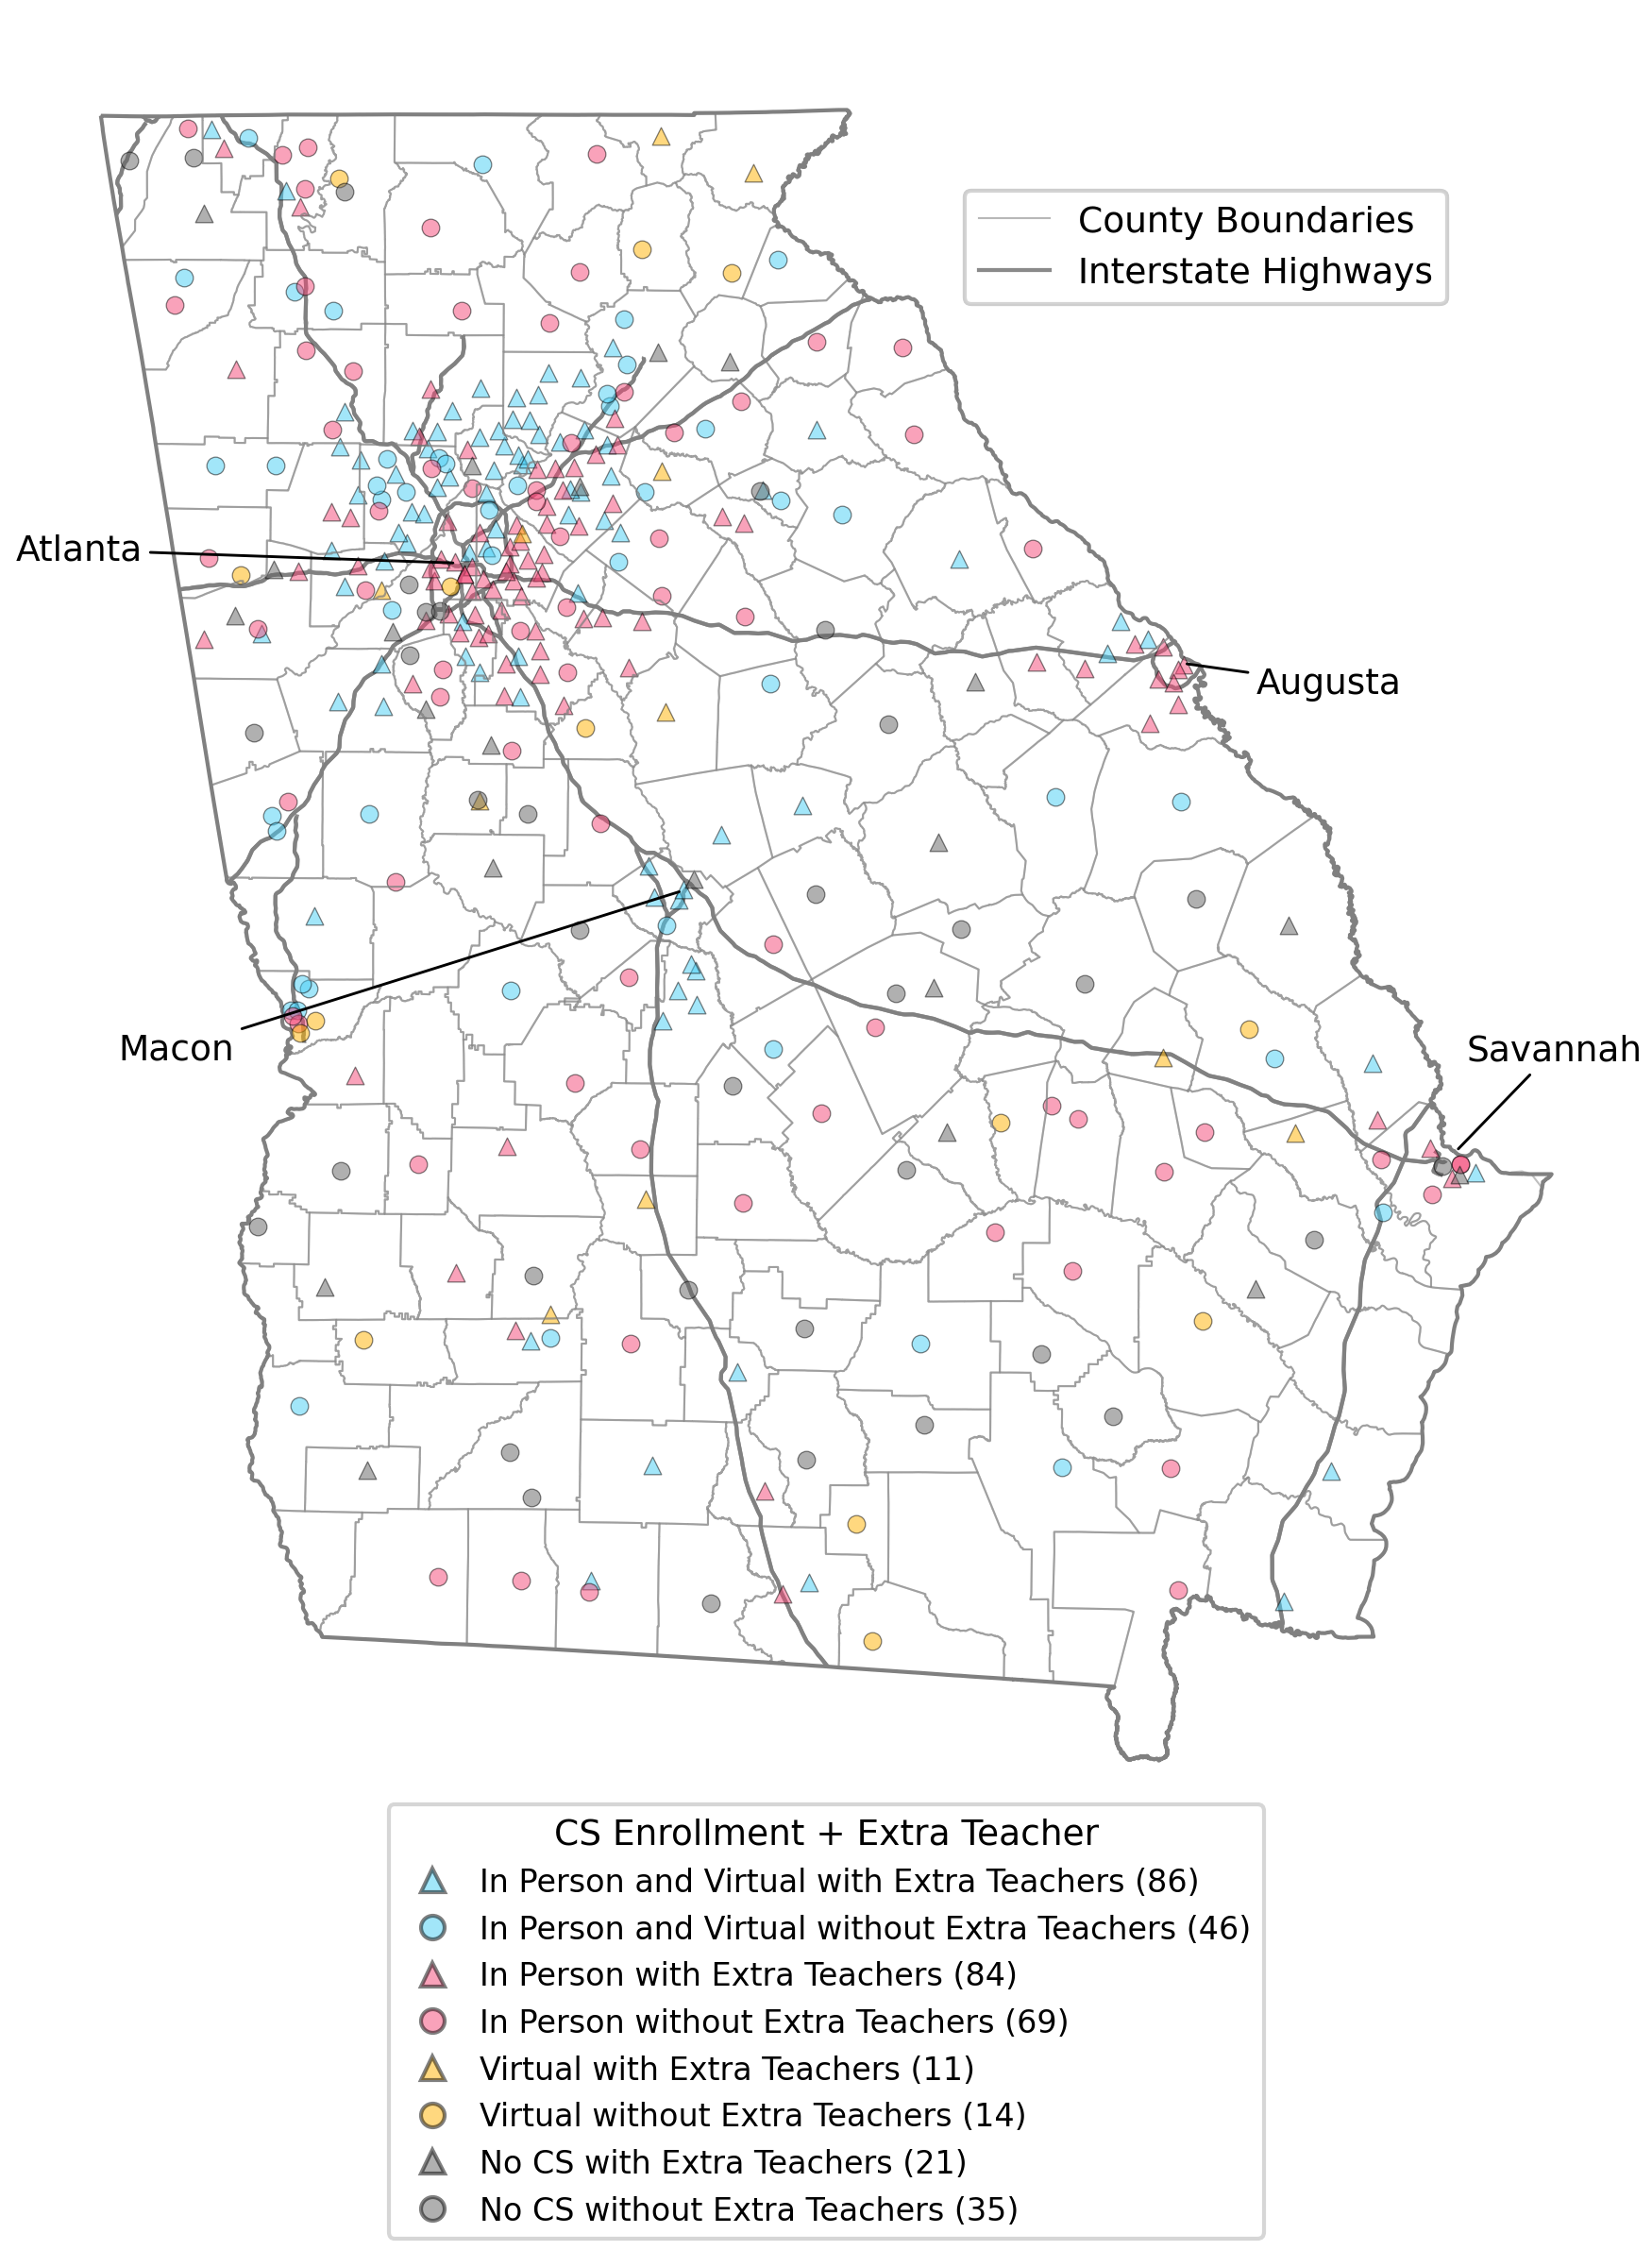 County Boundaries
Interstate Highways
Atlanta
Augusta
Macon
Savannah
CS Enrollment + Extra Teacher
In Person and Virtual with Extra Teachers (86)
In Person and Virtual without Extra Teachers (46)
In Person with Extra Teachers (84)
In Person without Extra Teachers (69)
Virtual with Extra Teachers (11)
Virtual without Extra Teachers (14)
No CS with Extra Teachers (21)
No CS without Extra Teachers (35)